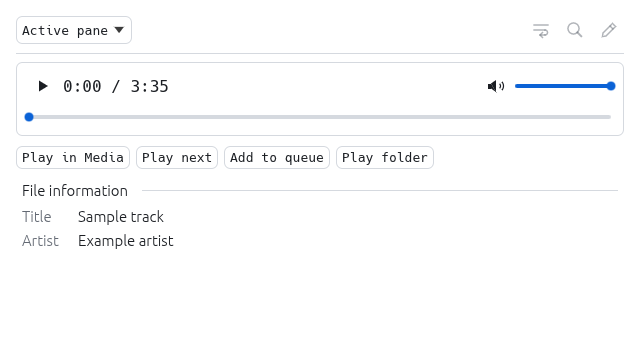 Active pane
0:00 / 3:35
Play in Media Play next Add to queue Play folder
File information
Title Sample track
Artist Example artist